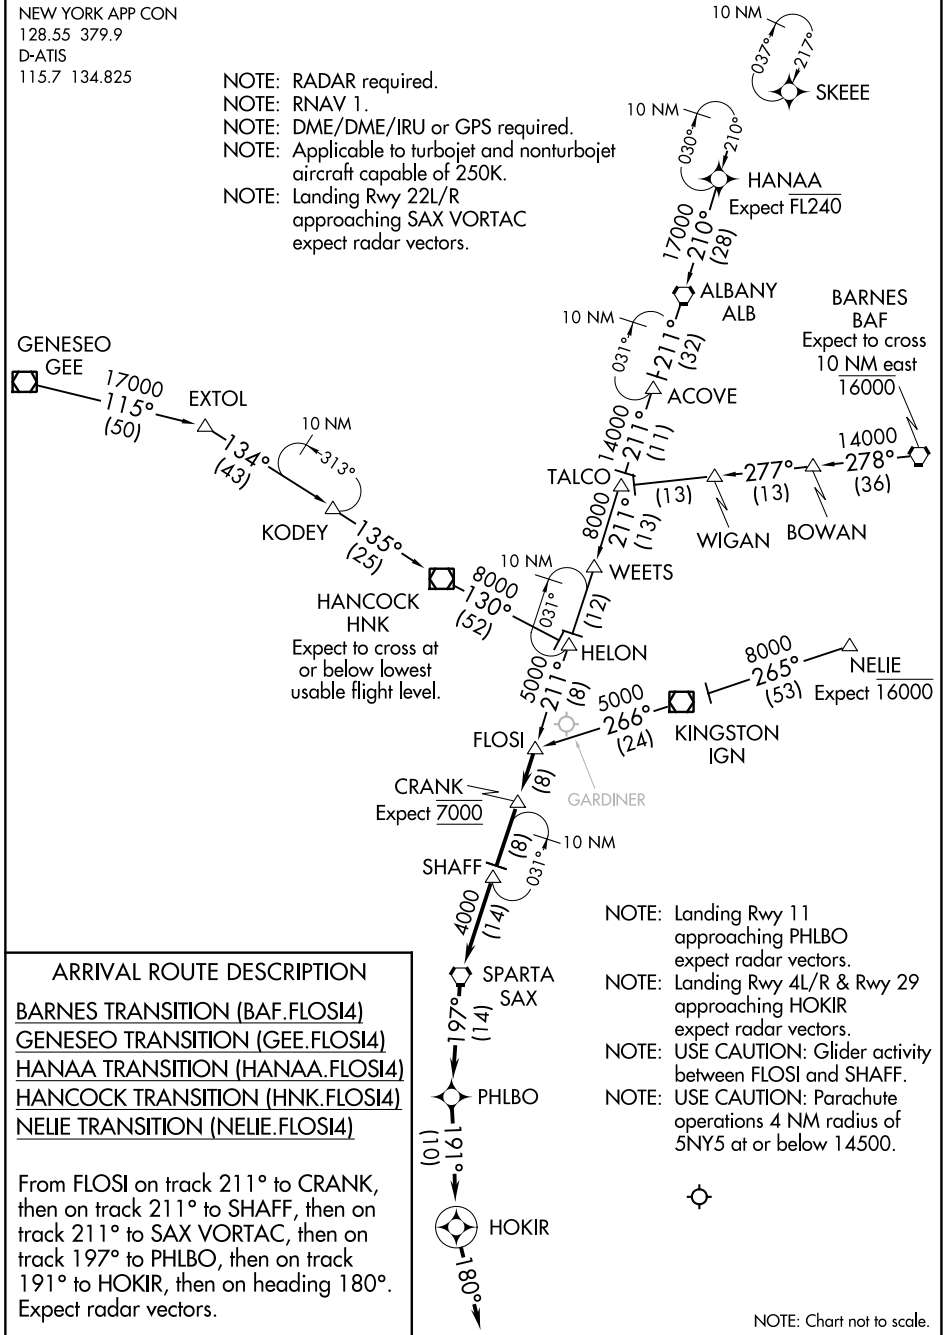 NEW YORK APP CON
128.55 379.9
D-ATIS
115.7 134.825
NOTE: RADAR required.
NOTE: RNAV 1.
NOTE: DME/DME/IRU or GPS required.
NOTE: Applicable to turbojet and nonturbojet
aircraft capable of 250K.
NOTE: Landing Rwy 22L/R
approaching SAX VORTAC
expect radar vectors.
10 NM
037°
217°
SKEEE
10 NM
030°
210°
HANAA
Expect FL240
17000
210°
(28)
ALBANY
ALB
10 NM
031°
211°
(32)
ACOVE
BARNES
BAF
Expect to cross
10 NM east
16000
GENESEO
GEE
17000
115°
(50)
EXTOL
134°
(43)
10 NM
313°
KODEY
135°
(25)
14000
211°
(11)
TALCO
14000
278°
(36)
277°
(13)
(13)
WIGAN
BOWAN
8000
211°
(13)
WEETS
10 NM
031°
(12)
HANCOCK
HNK
Expect to cross at
or below lowest
usable flight level.
8000
130°
(52)
HELON
5000
211°
(8)
8000
265°
(53)
NELIE
Expect 16000
5000
266°
(24)
KINGSTON
IGN
FLOSI
GARDINER
(8)
CRANK
Expect 7000
(8)
10 NM
031°
SHAFF
4000
(14)
SPARTA
SAX
197°
(14)
PHLBO
191°
(10)
HOKIR
180°
NOTE: Landing Rwy 11
approaching PHLBO
expect radar vectors.
NOTE: Landing Rwy 4L/R & Rwy 29
approaching HOKIR
expect radar vectors.
NOTE: USE CAUTION: Glider activity
between FLOSI and SHAFF.
NOTE: USE CAUTION: Parachute
operations 4 NM radius of
5NY5 at or below 14500.
ARRIVAL ROUTE DESCRIPTION
BARNES TRANSITION (BAF.FLOSI4)
GENESEO TRANSITION (GEE.FLOSI4)
HANAA TRANSITION (HANAA.FLOSI4)
HANCOCK TRANSITION (HNK.FLOSI4)
NELIE TRANSITION (NELIE.FLOSI4)
From FLOSI on track 211° to CRANK,
then on track 211° to SHAFF, then on
track 211° to SAX VORTAC, then on
track 197° to PHLBO, then on track
191° to HOKIR, then on heading 180°.
Expect radar vectors.
NOTE: Chart not to scale.